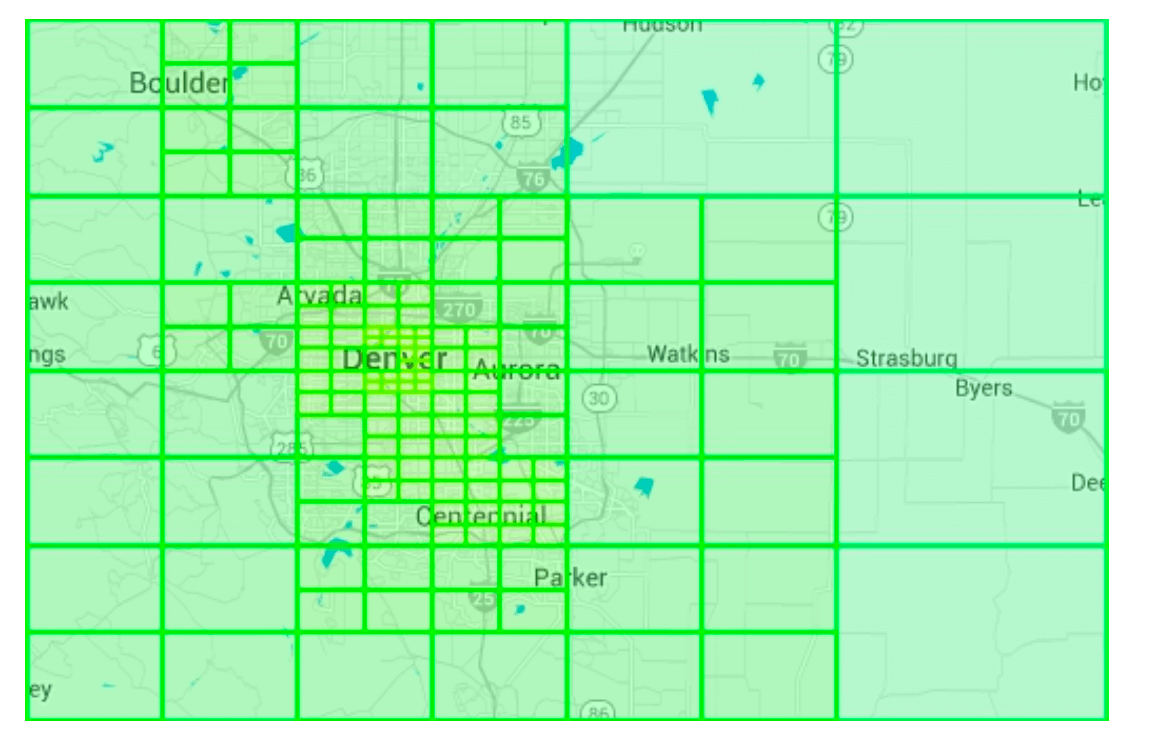 Hudson
79
Boulder
Ho
85
36
76
Le
79
Arvada
awk
270
70
70
6
ngs
Denver
Watkins
70
Strasburg
Aurora
Byers
30
70
225
285
Dee
Centennial
Parker
25
ey
86